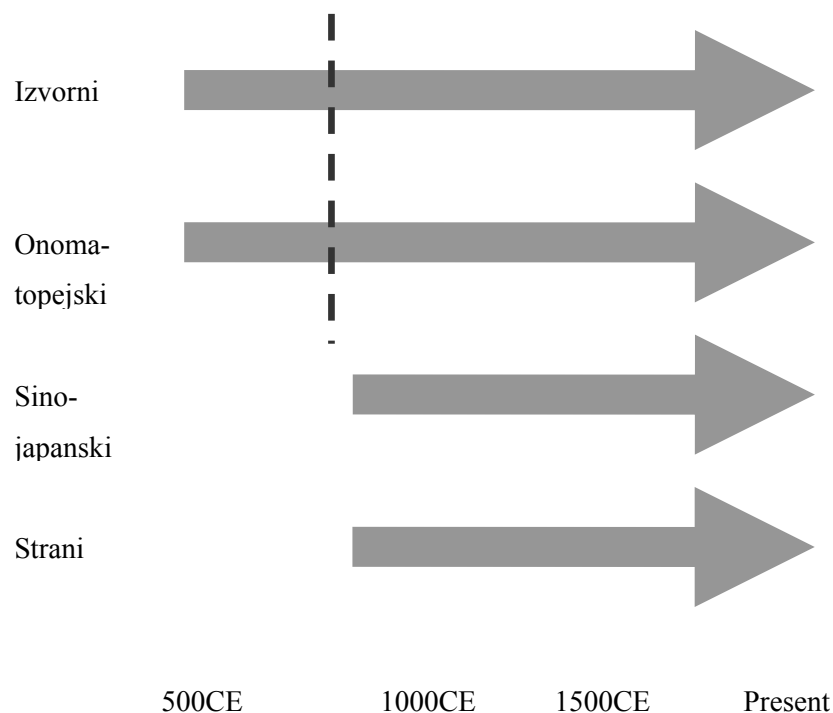 Izvorni
Onoma-
topejski
Sino-
japanski
Strani
500CE 1000CE 1500CE Present